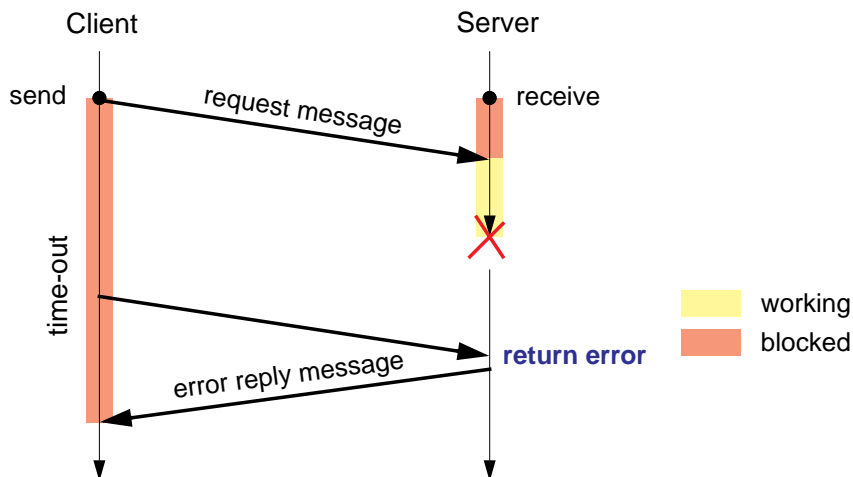 Client
Server
send
request message
receive
time-out
working
return error
blocked
error reply message